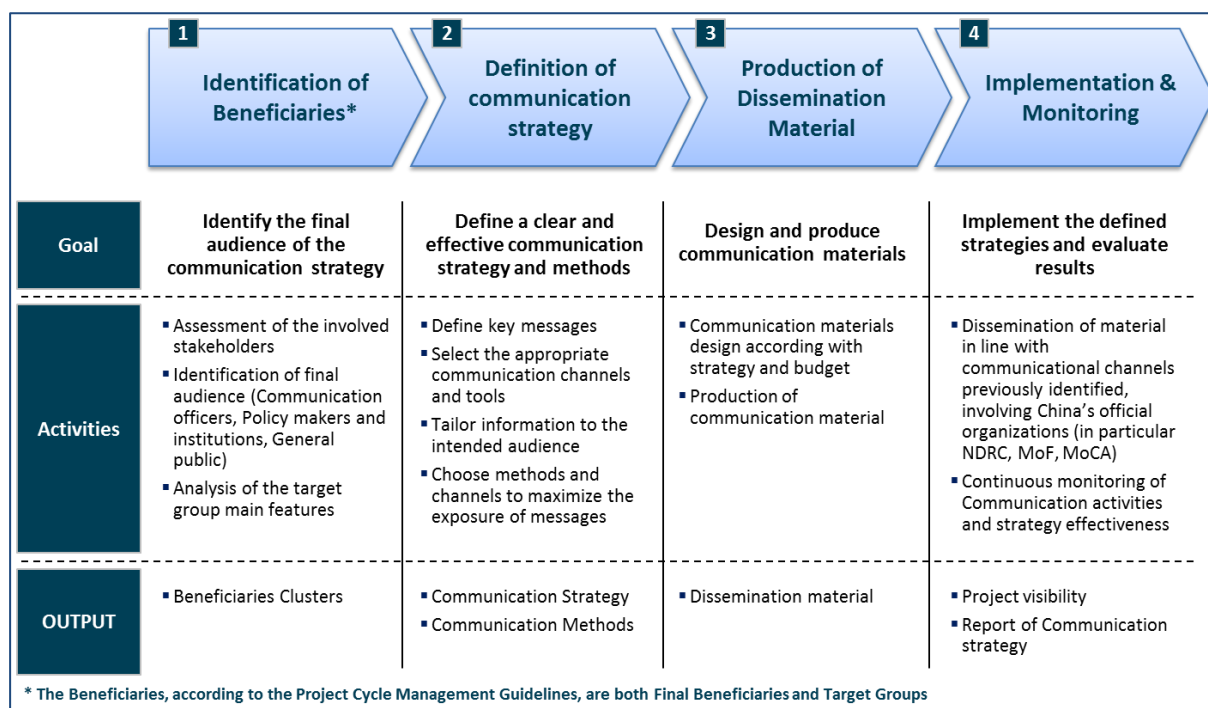 1
Identification of
Beneficiaries*
2
Definition of
communication
strategy
3
Production of
Dissemination
Material
4
Implementation &
Monitoring
Goal
Identify the final
audience of the
communication strategy
Define a clear and
effective communication
strategy and methods
Design and produce
communication materials
Implement the defined
strategies and evaluate
results
Activities
▪ Assessment of the involved
stakeholders
▪ Identification of final
audience (Communication
officers, Policy makers and
institutions, General
public)
▪ Analysis of the target
group main features
▪ Define key messages
▪ Select the appropriate
communication channels
and tools
▪ Tailor information to the
intended audience
▪ Choose methods and
channels to maximize the
exposure of messages
▪ Communication materials
design according with
strategy and budget
▪ Production of
communication material
▪ Dissemination of material
in line with
communicational channels
previously identified,
involving China’s official
organizations (in particular
NDRC, MoF, MoCA)
▪ Continuous monitoring of
Communication activities
and strategy effectiveness
OUTPUT
▪ Beneficiaries Clusters
▪ Communication Strategy
▪ Communication Methods
▪ Dissemination material
▪ Project visibility
▪ Report of Communication
strategy
* The Beneficiaries, according to the Project Cycle Management Guidelines, are both Final Beneficiaries and Target Groups